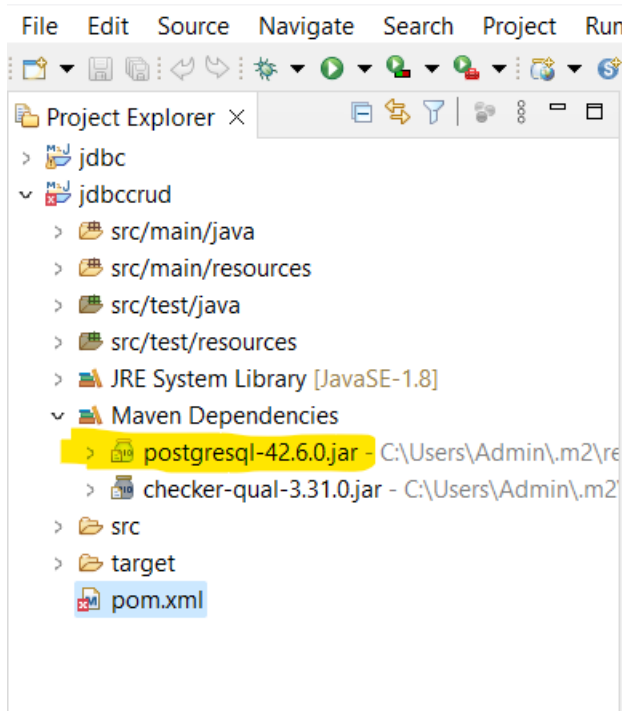 File Edit Source Navigate Search Project Run
Project Explorer
jdbc
jdbccrud
src/main/java
src/main/resources
src/test/java
src/test/resources
JRE System Library [JavaSE-1.8]
Maven Dependencies
postgresql-42.6.0.jar - C:\Users\Admin\.m2\re
checker-qual-3.31.0.jar - C:\Users\Admin\.m2\
src
target
pom.xml